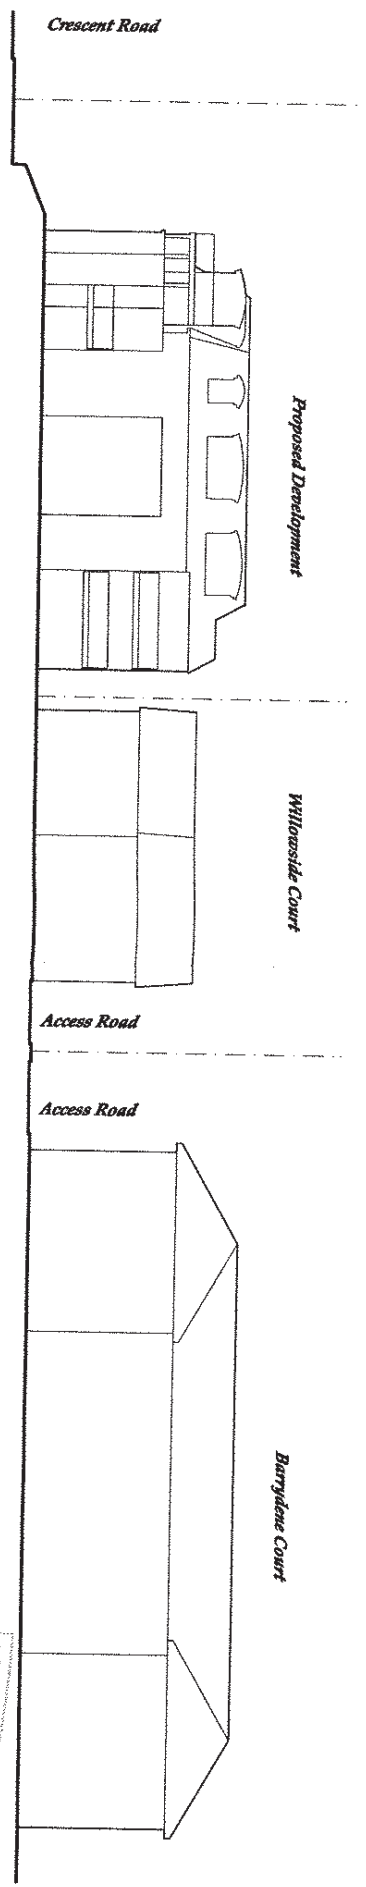 Crescent Road
Proposed Development
Willowside Court
Access Road
Access Road
Barrydene Court